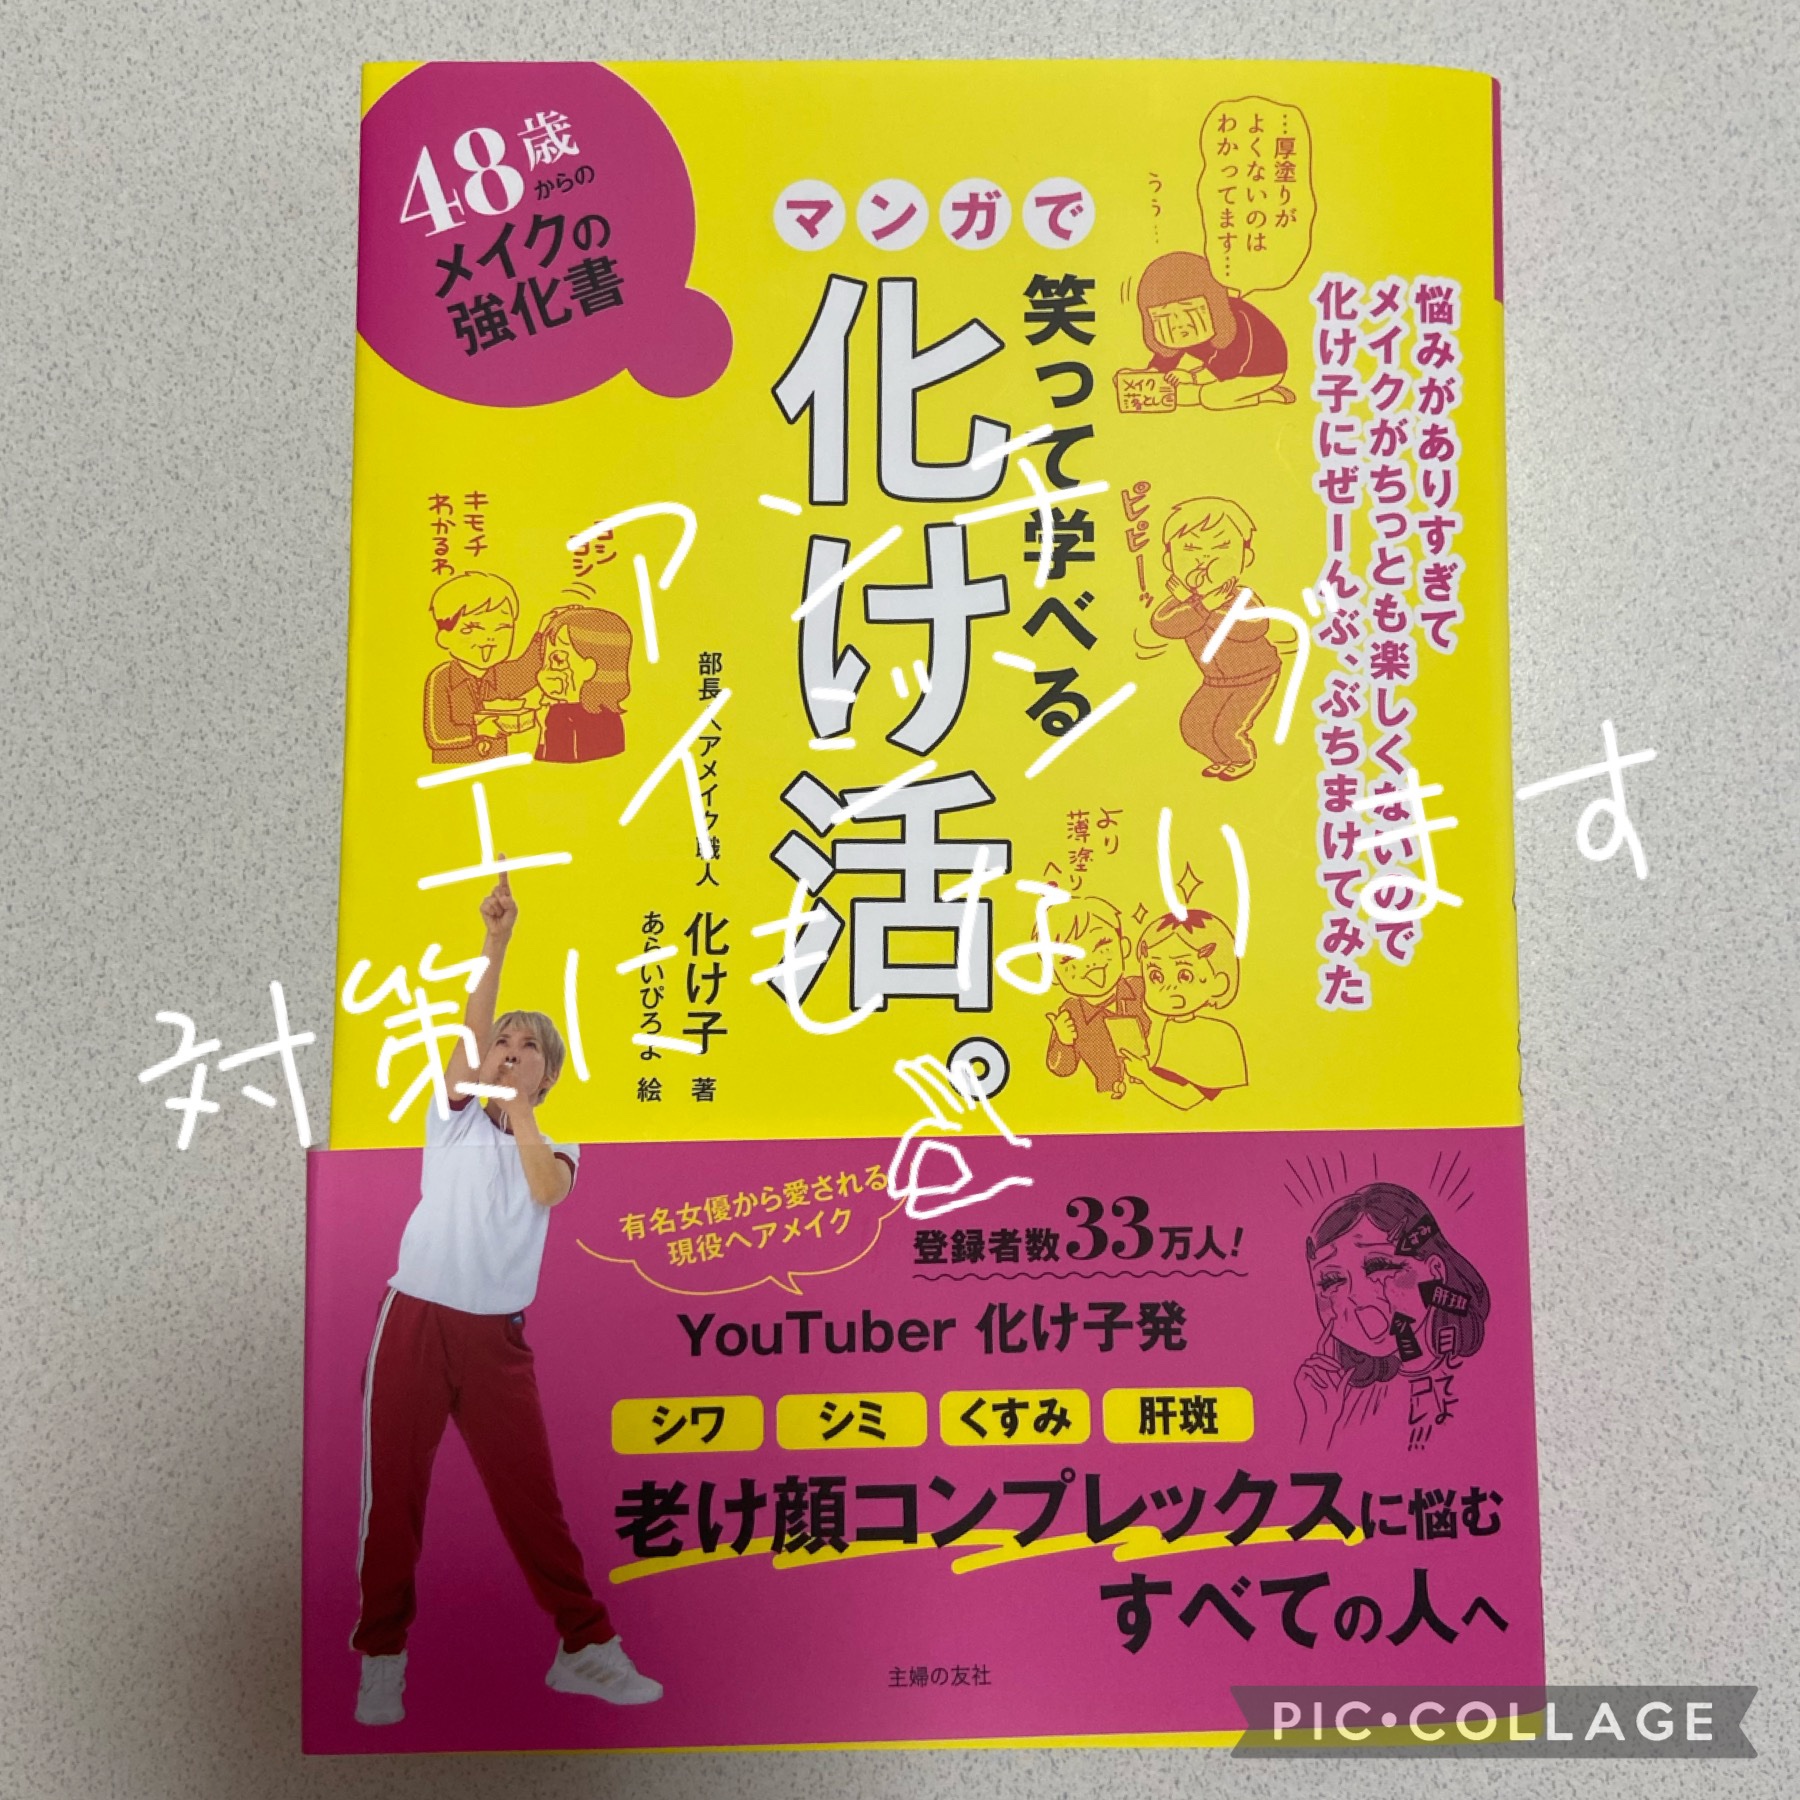 48歳からの
メイクの
強化書
マンガで
笑って学べる
化け活。
悩みがありすぎて
メイクがちっとも楽しくないので
化け子にぜーんぶ、ぶちまけてみた
…厚塗りが
よくないのは
わかってます…
うぅ…
メイク
落とし
キモチ
わかるわ
ゴシ
ゴシ
ピピーッ
より
薄塗り
へ。
部長 ヘアメイク職人
化け子 著
あらいぴろよ 絵
アンチ
エイジング
対策にもなります
有名女優から愛される
現役ヘアメイク
登録者数33万人!
YouTuber 化け子発
シワ シミ くすみ 肝斑
老け顔コンプレックスに悩む
すべての人へ
くすみ
肝斑
見てよ
コレ!!!
主婦の友社
PIC•COLLAGE